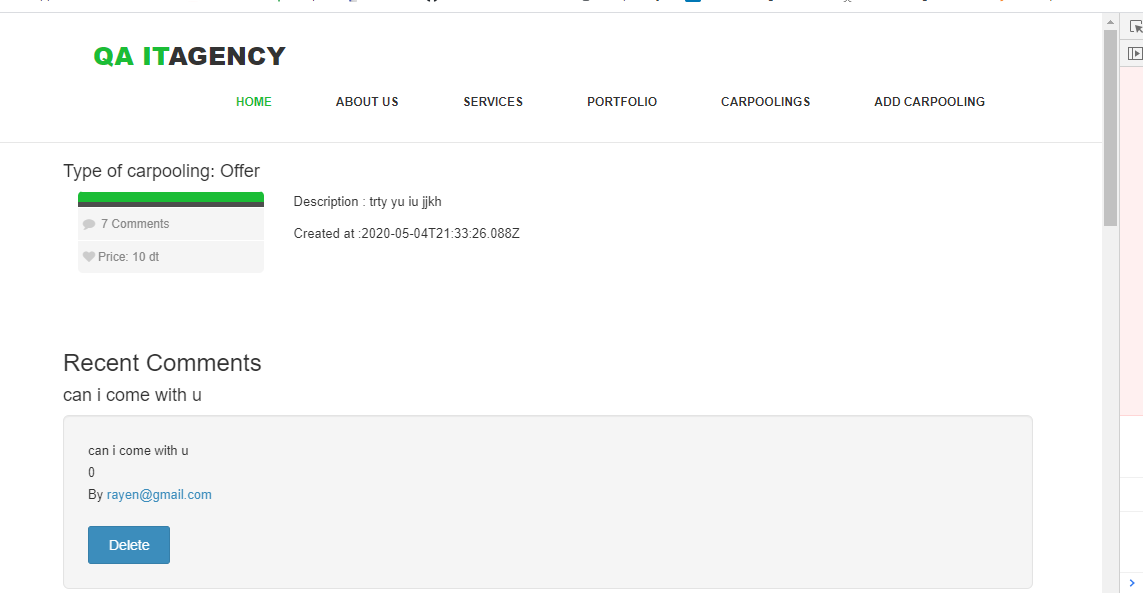 QA ITAGENCY
HOME ABOUT US SERVICES PORTFOLIO CARPOOLINGS ADD CARPOOLING
Type of carpooling: Offer
7 Comments
Price: 10 dt
Description : trty yu iu jjkh
Created at :2020-05-04T21:33:26.088Z
Recent Comments
can i come with u
can i come with u
0
By rayen@gmail.com
Delete